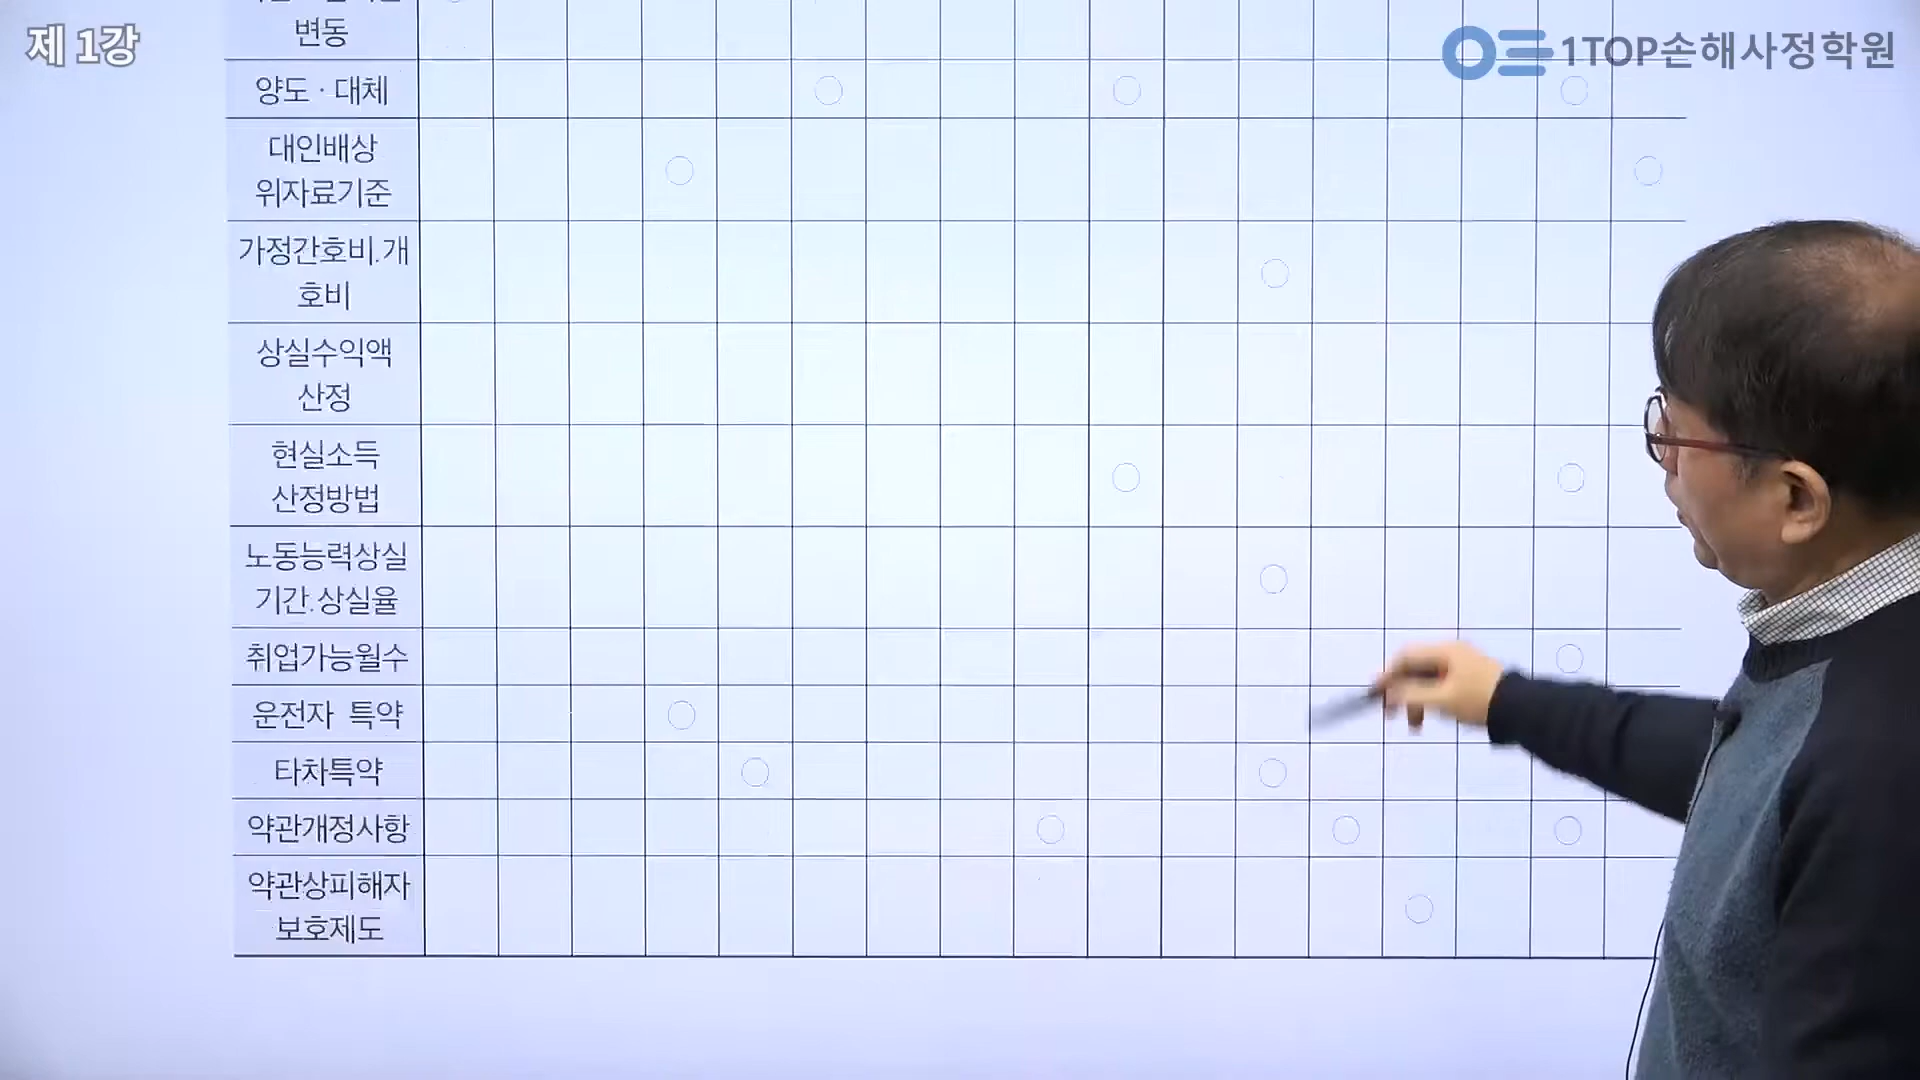 제 1강
1TOP손해사정학원
변동
양도·대체
대인배상
위자료기준
가정간호비.개
호비
상실수익액
산정
현실소득
산정방법
노동능력상실
기간.상실율
취업가능월수
운전자 특약
타차특약
약관개정사항
약관상피해자
보호제도